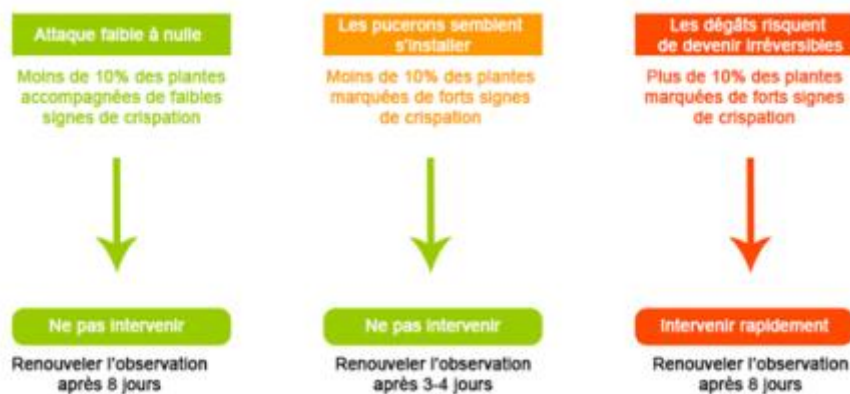 Attaque faible à nulle
Moins de 10% des plantes
accompagnées de faibles
signes de crispation
Ne pas intervenir
Renouveler l'observation
après 8 jours
Les pucerons semblent
s'installer
Moins de 10% des plantes
marquées de forts signes
de crispation
Ne pas intervenir
Renouveler l'observation
après 3-4 jours
Les dégâts risquent
de devenir irréversibles
Plus de 10% des plantes
marquées de forts signes
de crispation
Intervenir rapidement
Renouveler l'observation
après 8 jours